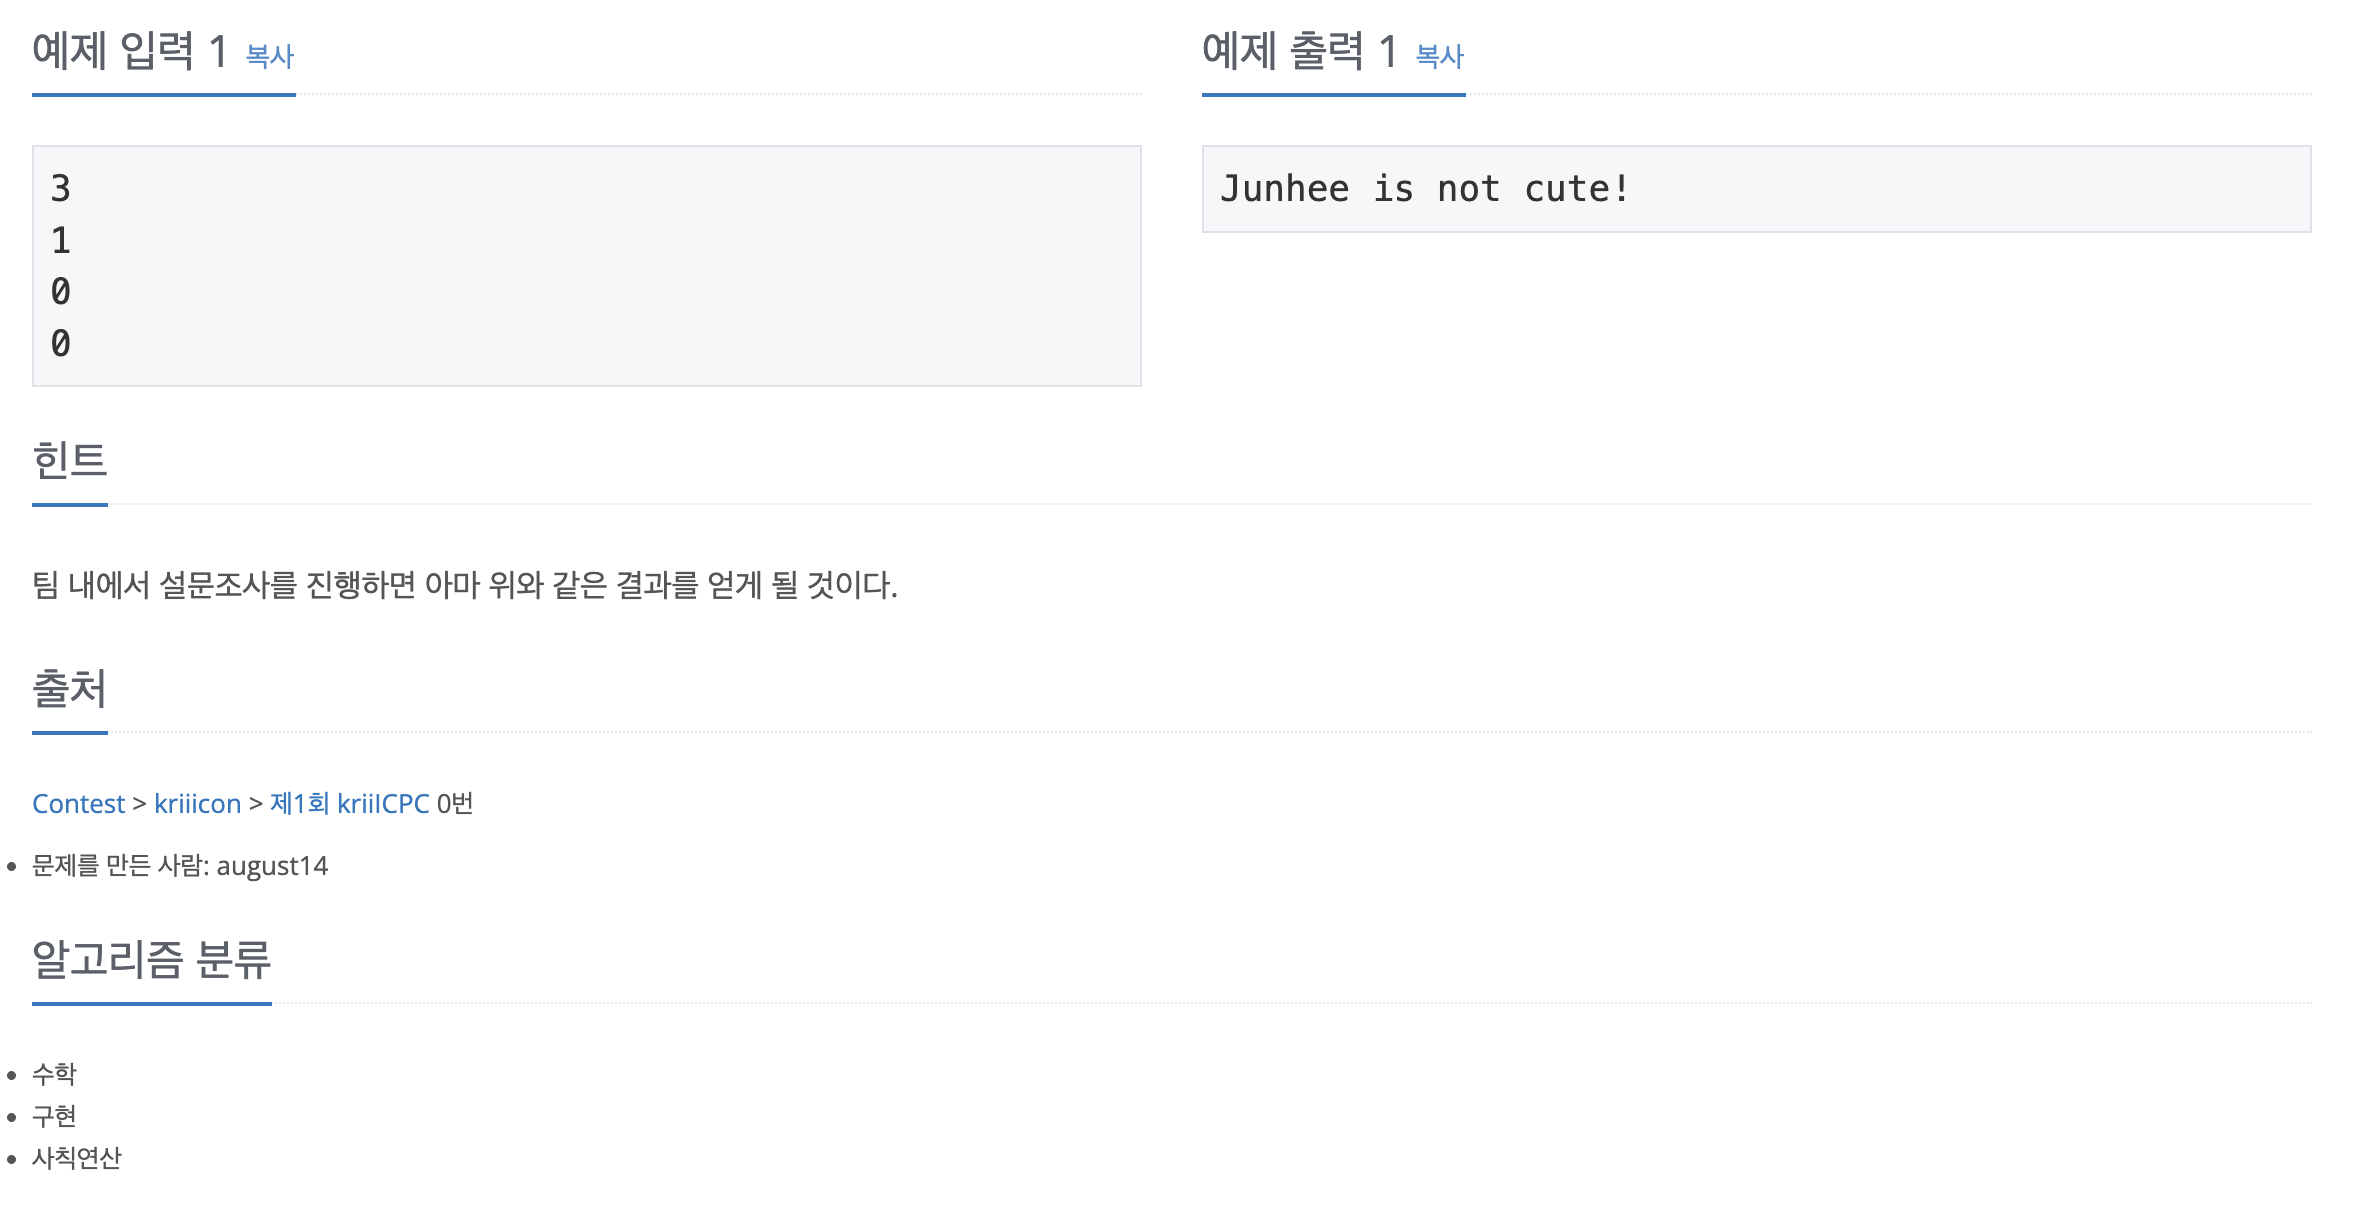 예제 입력 1 복사
3
1
0
0
예제 출력 1 복사
Junhee is not cute!
힌트
팀 내에서 설문조사를 진행하면 아마 위와 같은 결과를 얻게 될 것이다.
출처
Contest > kriiicon > 제1회 kriiICPC 0번
문제를 만든 사람: august14
알고리즘 분류
수학
구현
사칙연산